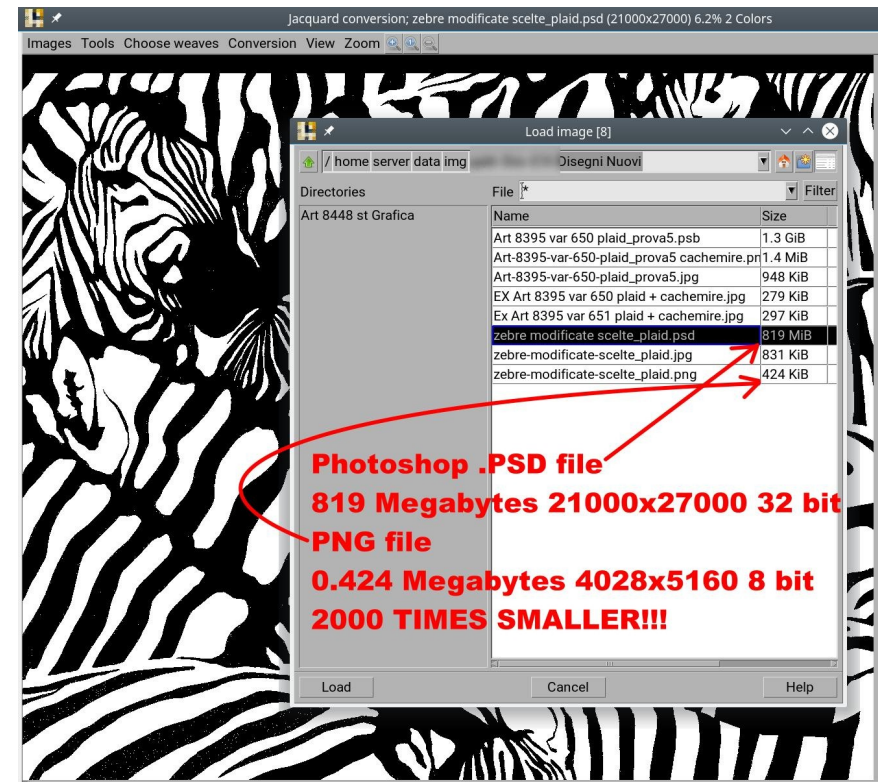 Jacquard conversion; zebre modificate scelte_plaid.psd (21000x27000) 6.2% 2 Colors
Images Tools Choose weaves Conversion View Zoom
Load image [8]
/ home server data img Disegni Nuovi
Directories File * Filter
Art 8448 st Grafica
Name Size
Art 8395 var 650 plaid_prova5.psb 1.3 GiB
Art-8395-var-650-plaid_prova5 cachemire.pn 1.4 MiB
Art-8395-var-650-plaid_prova5.jpg 948 KiB
EX Art 8395 var 650 plaid + cachemire.jpg 279 KiB
Ex Art 8395 var 651 plaid + cachemire.jpg 297 KiB
zebre modificate scelte_plaid.psd 819 MiB
zebre-modificate-scelte_plaid.jpg 831 KiB
zebre-modificate-scelte_plaid.png 424 KiB
Photoshop .PSD file
819 Megabytes 21000x27000 32 bit
PNG file
0.424 Megabytes 4028x5160 8 bit
2000 TIMES SMALLER!!!
Load Cancel Help